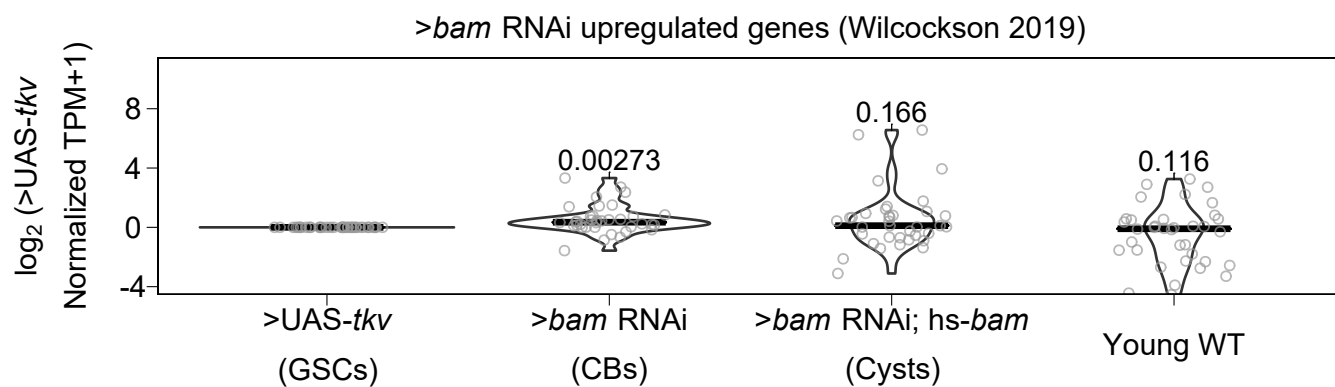 >bam RNAi upregulated genes (Wilcockson 2019)
log₂ (>UAS-tkv
Normalized TPM+1)
8
4
0
-4
0.00273
0.166
0.116
>UAS-tkv
(GSCs)
>bam RNAi
(CBs)
>bam RNAi; hs-bam
(Cysts)
Young WT